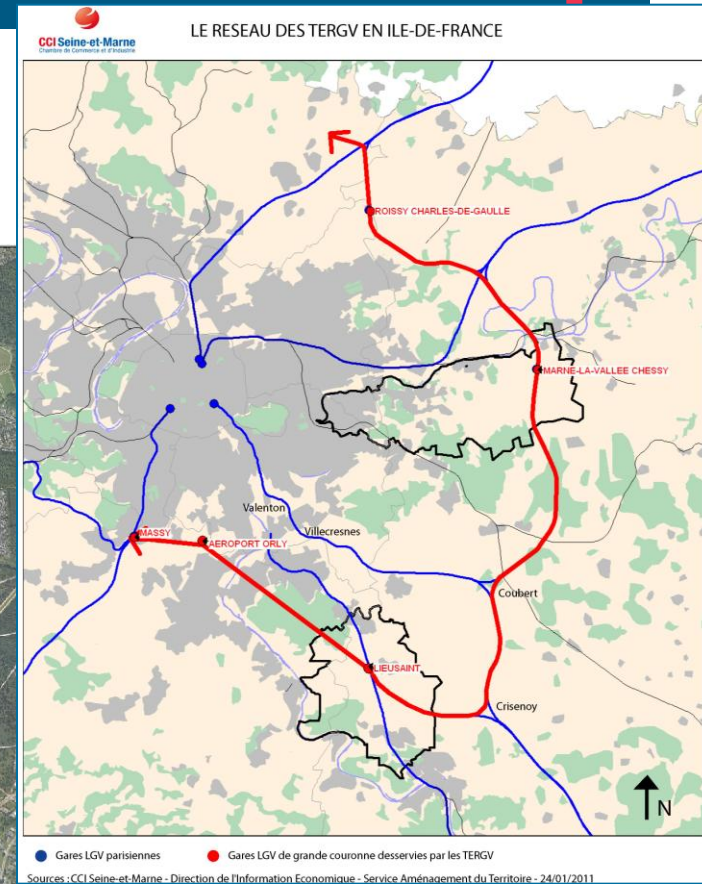 CCI Seine-et-Marne
Chambre de Commerce et d'Industrie
LE RESEAU DES TERGV EN ILE-DE-FRANCE
ROISSY CHARLES-DE-GAULLE
MARNE-LA-VALLEE CHESSY
Valenton
Villecresnes
MASSY
AEROPORT ORLY
Coubert
LIEUSAINT
Crisenoy
N
Gares LGV parisiennes
Gares LGV de grande couronne desservies par les TERGV
Sources : CCI Seine-et-Marne - Direction de l'Information Economique - Service Aménagement du Territoire - 24/01/2011